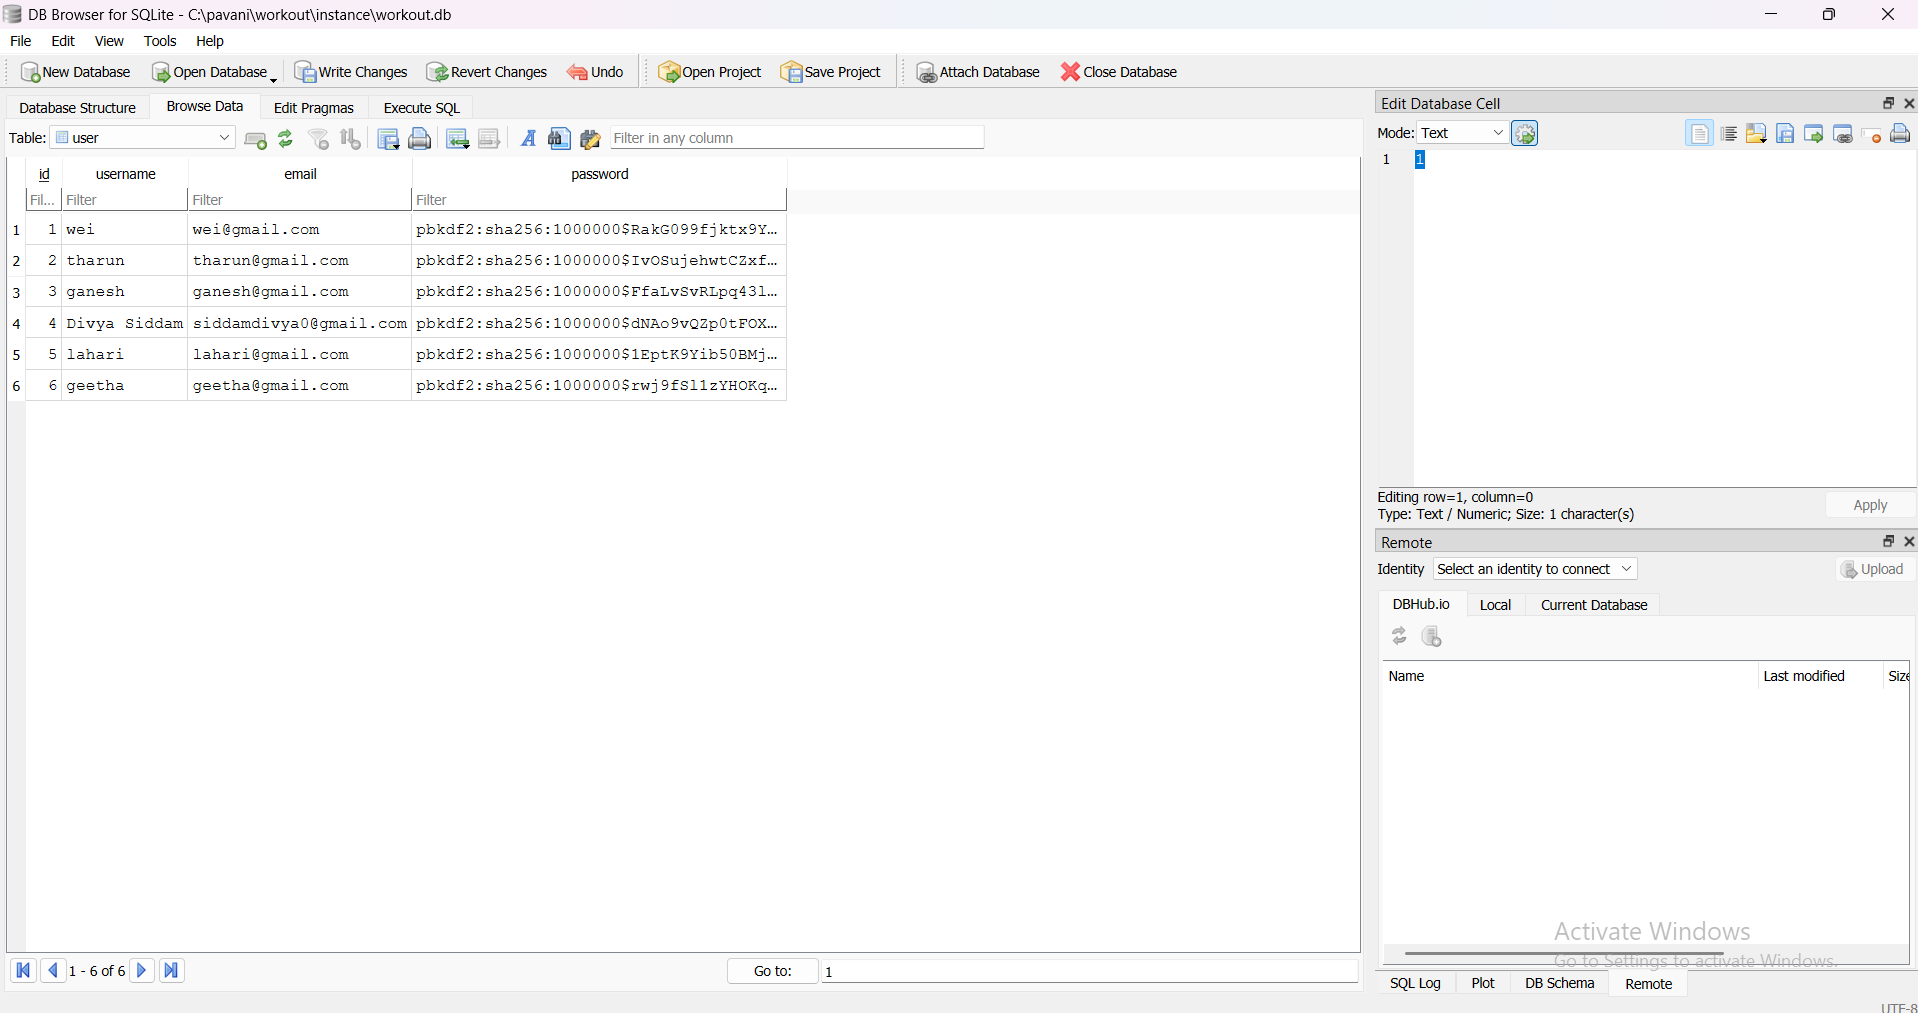 DB Browser for SQLite - C:\pavani\workout\instance\workout.db
File Edit View Tools Help
New Database Open Database Write Changes Revert Changes Undo Open Project Save Project Attach Database Close Database
Database Structure Browse Data Edit Pragmas Execute SQL
Table: user Filter in any column
id username email password
Fil... Filter Filter Filter
1 1 wei wei@gmail.com pbkdf2:sha256:1000000$RakG099fjktx9Y…
2 2 tharun tharun@gmail.com pbkdf2:sha256:1000000$IvOSujehwtCZxf…
3 3 ganesh ganesh@gmail.com pbkdf2:sha256:1000000$FfaLvSvRLpq43l…
4 4 Divya Siddam siddamdivya0@gmail.com pbkdf2:sha256:1000000$dNAo9vQZp0tFOX…
5 5 lahari lahari@gmail.com pbkdf2:sha256:1000000$1EptK9Yib50BMj…
6 6 geetha geetha@gmail.com pbkdf2:sha256:1000000$rwj9fSl1zYHOKq…
1 - 6 of 6 Go to: 1
Edit Database Cell
Mode: Text
1 1
Editing row=1, column=0
Type: Text / Numeric; Size: 1 character(s)
Apply
Remote
Identity Select an identity to connect Upload
DBHub.io Local Current Database
Name Last modified Size
Activate Windows
Go to Settings to activate Windows.
SQL Log Plot DB Schema Remote
UTF-8